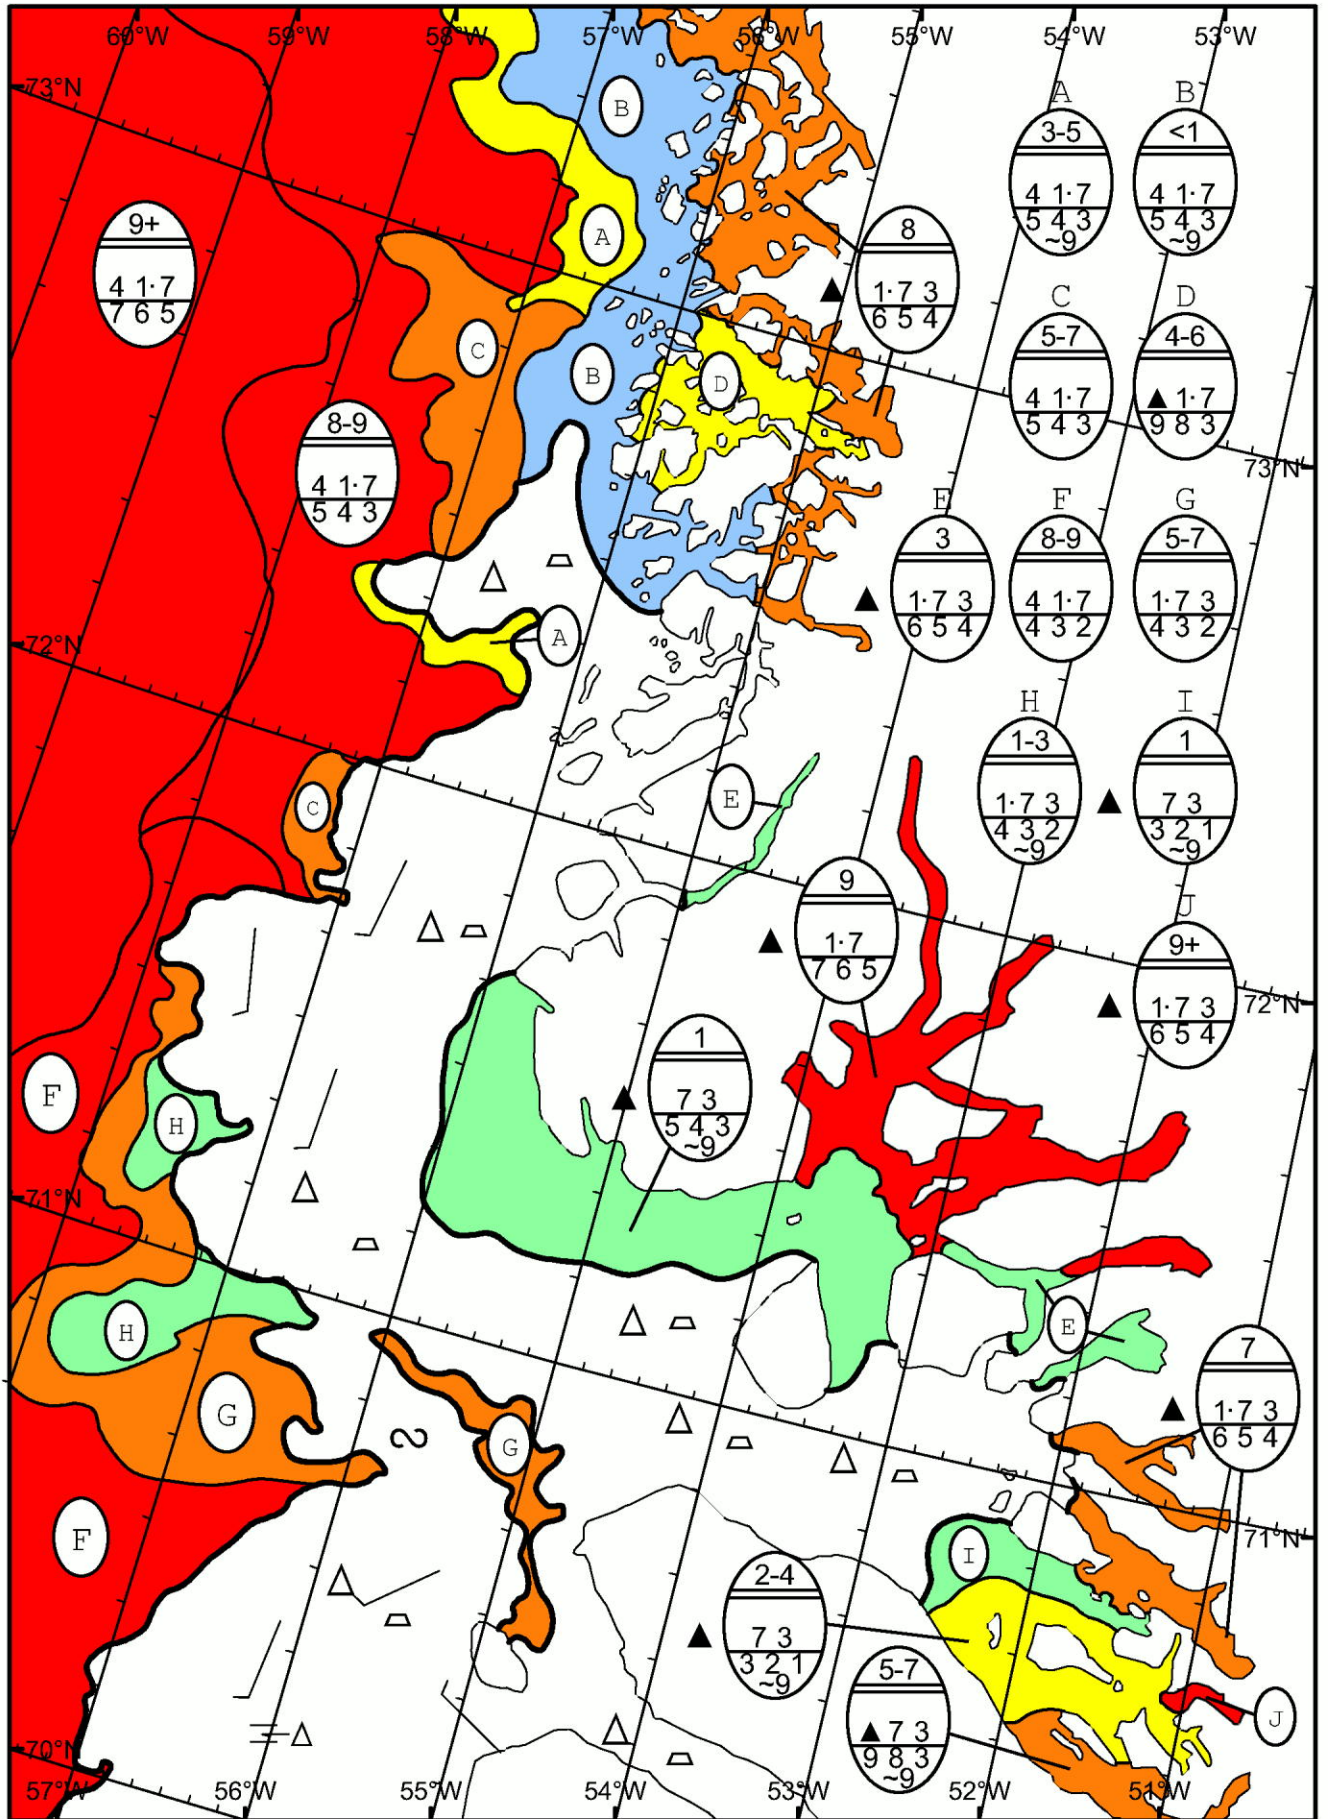 60°W 59°W 58°W 57°W 56°W 55°W 54°W 53°W
73°N
A B
3-5 <1
4 1·7 4 1·7
5 4 3 5 4 3
~9 ~9
B
9+
4 1·7
7 6 5
A
8
1·7 3
6 5 4
C D
5-7 4-6
4 1·7 ▲ 1·7
5 4 3 9 8 3
C
B
D
8-9
4 1·7
5 4 3
73°N
E F G
3 8-9 5-7
1·7 3 4 1·7 1·7 3
6 5 4 4 3 2 4 3 2
72°N
A
H I
1-3 1
1·7 3 7 3
4 3 2 3 2 1
~9 ~9
C
E
9
1·7
7 6 5
J
9+
1·7 3
6 5 4
72°N
1
7 3
5 4 3
~9
F
H
71°N
H
E
7
1·7 3
6 5 4
G
G
71°N
F
I
2-4
7 3
3 2 1
~9
5-7
▲ 7 3
9 8 3
~9
J
70°N
57°W 56°W 55°W 54°W 53°W 52°W 51°W